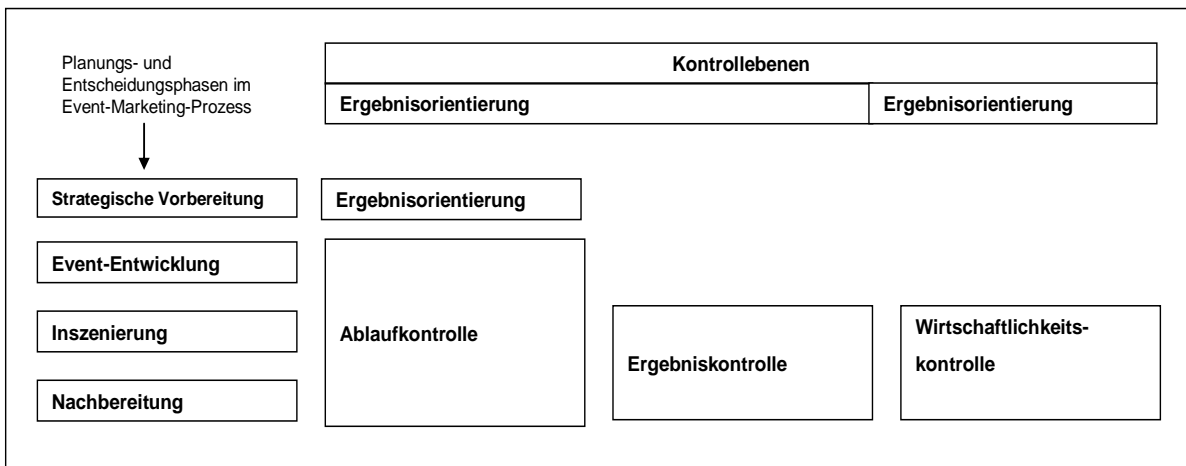 Planungs- und
Entscheidungsphasen im
Event-Marketing-Prozess
Kontrollebenen
Ergebnisorientierung
Ergebnisorientierung
Strategische Vorbereitung
Ergebnisorientierung
Event-Entwicklung
Inszenierung
Nachbereitung
Ablaufkontrolle
Ergebniskontrolle
Wirtschaftlichkeits-
kontrolle